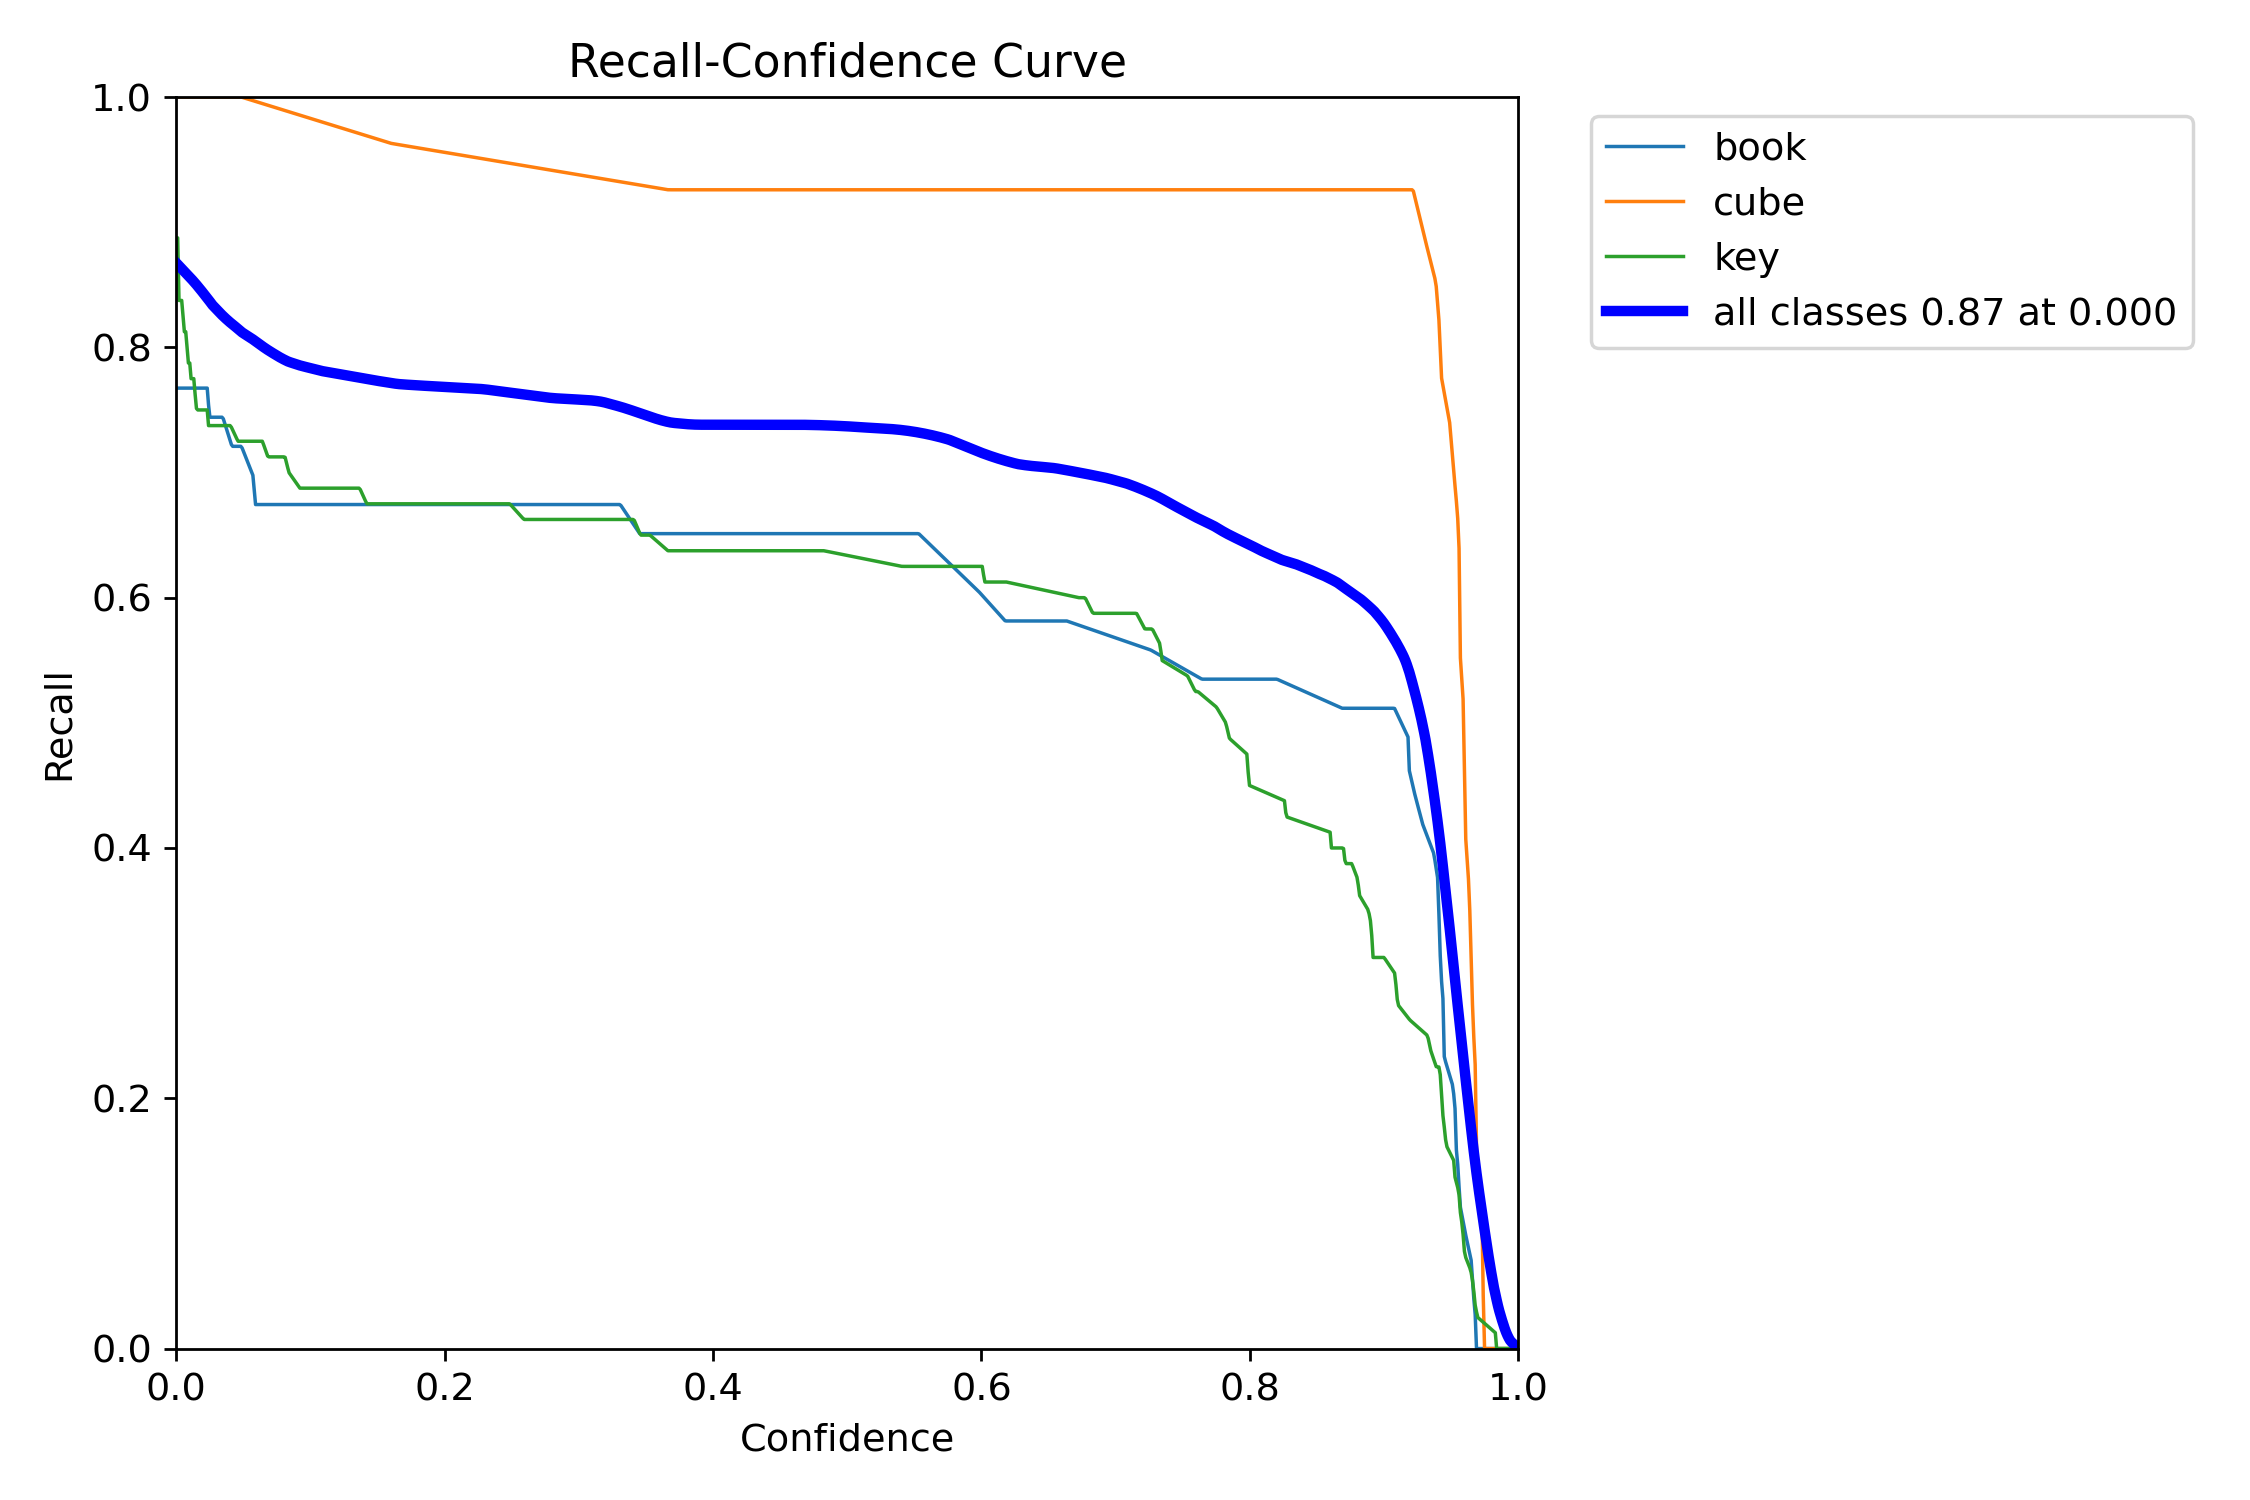 Recall-Confidence Curve
1.0
0.8
0.6
0.4
0.2
0.0
Recall
0.0 0.2 0.4 0.6 0.8 1.0
Confidence
book
cube
key
all classes 0.87 at 0.000